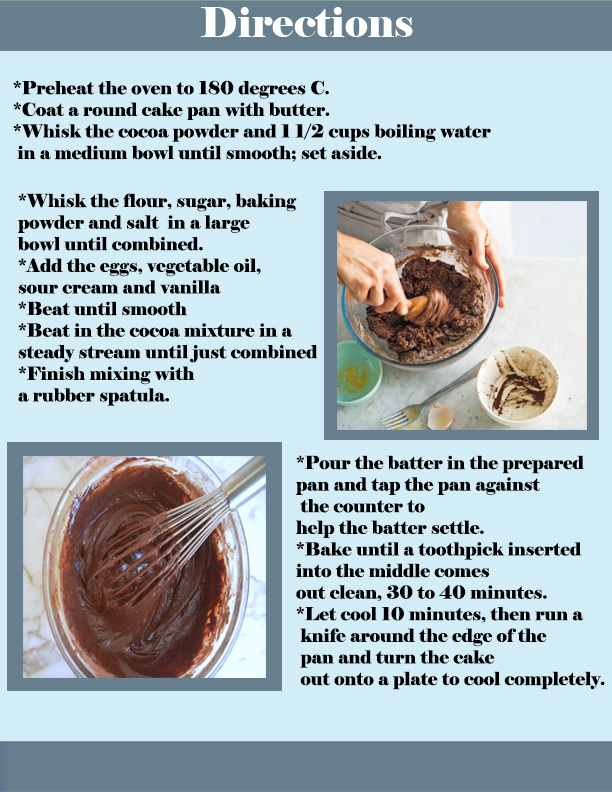 Directions
*Preheat the oven to 180 degrees C.
*Coat a round cake pan with butter.
*Whisk the cocoa powder and 1 1/2 cups boiling water
in a medium bowl until smooth; set aside.
*Whisk the flour, sugar, baking
powder and salt in a large
bowl until combined.
*Add the eggs, vegetable oil,
sour cream and vanilla
*Beat until smooth
*Beat in the cocoa mixture in a
steady stream until just combined
*Finish mixing with
a rubber spatula.
*Pour the batter in the prepared
pan and tap the pan against
the counter to
help the batter settle.
*Bake until a toothpick inserted
into the middle comes
out clean, 30 to 40 minutes.
*Let cool 10 minutes, then run a
knife around the edge of the
pan and turn the cake
out onto a plate to cool completely.